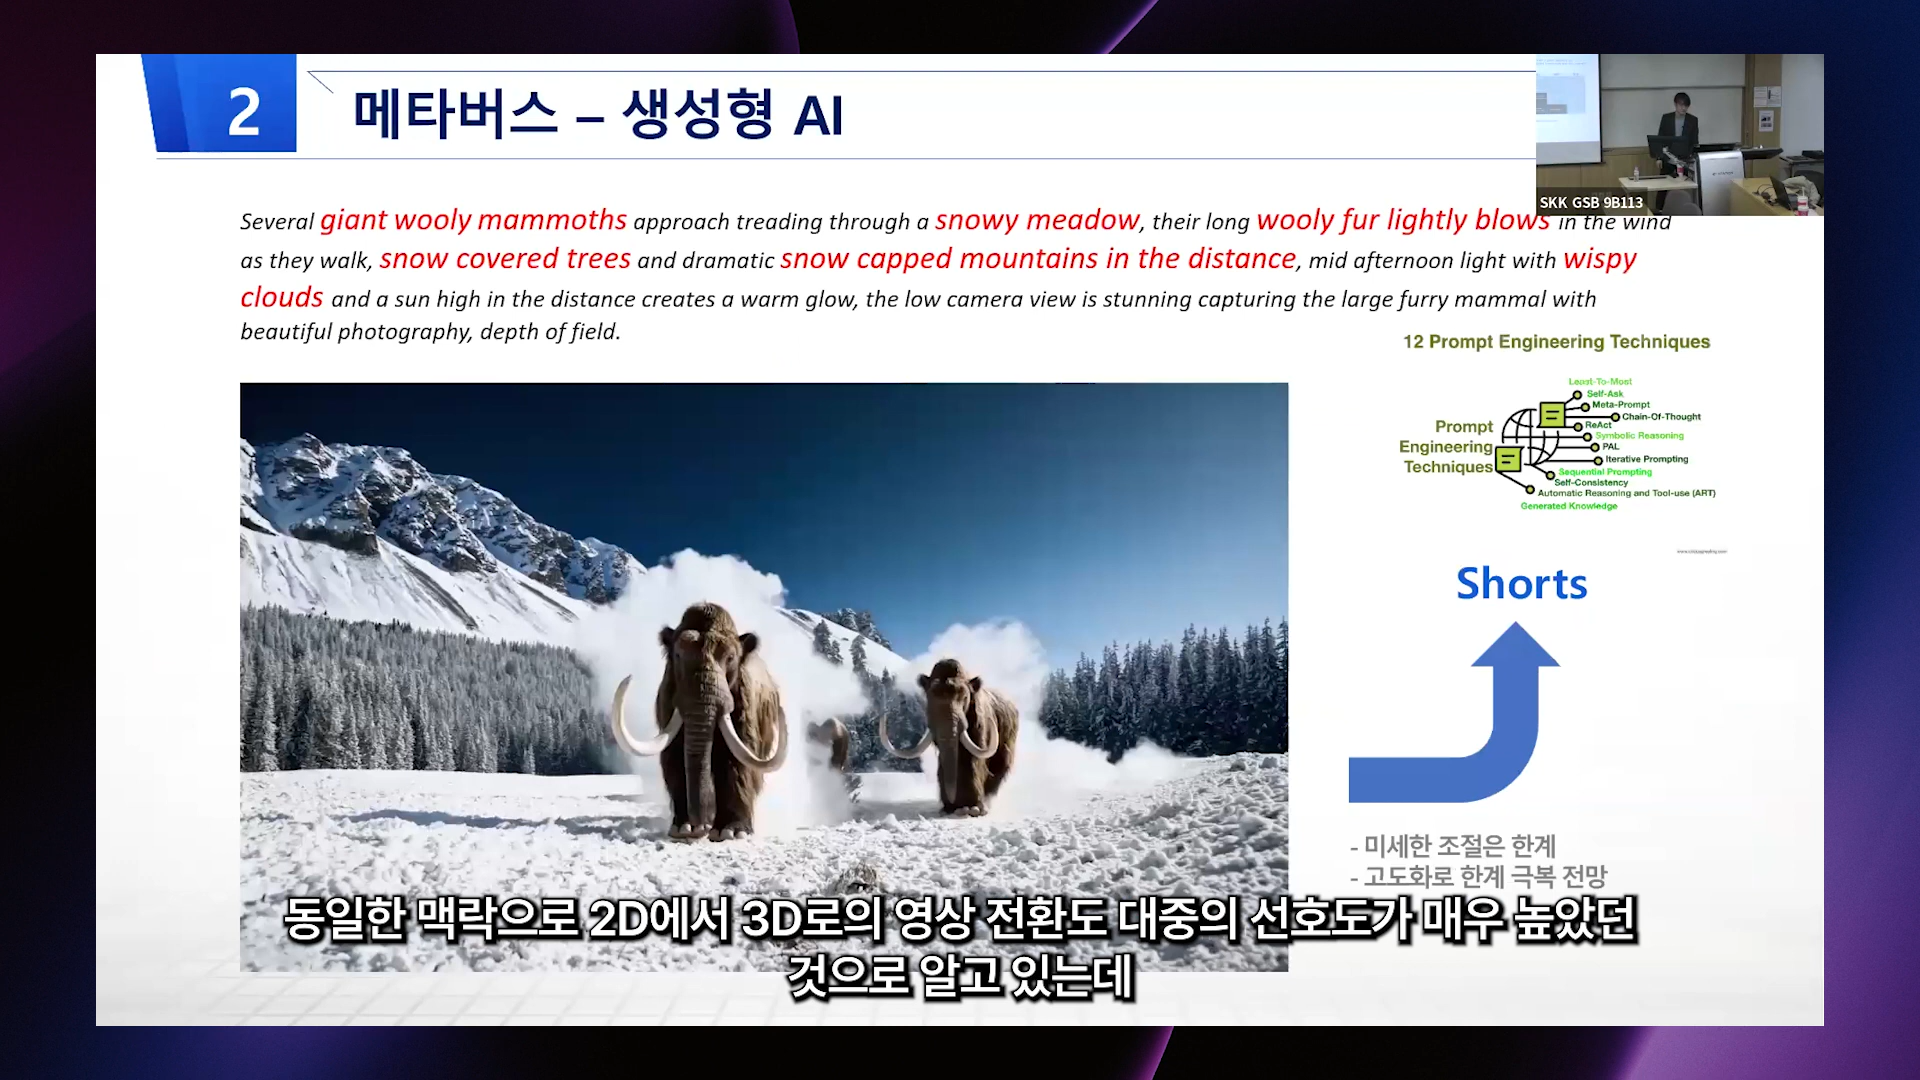 2
메타버스 – 생성형 AI
SKK GSB 9B113
Several giant wooly mammoths approach treading through a snowy meadow, their long wooly fur lightly blows in the wind
as they walk, snow covered trees and dramatic snow capped mountains in the distance, mid afternoon light with wispy
clouds and a sun high in the distance creates a warm glow, the low camera view is stunning capturing the large furry mammal with
beautiful photography, depth of field.
12 Prompt Engineering Techniques
Prompt
Engineering
Techniques
Least-To-Most
Self-Ask
Meta-Prompt
Chain-Of-Thought
ReAct
Symbolic Reasoning
PAL
Iterative Prompting
Sequential Prompting
Self-Consistency
Automatic Reasoning and Tool-use (ART)
Generated Knowledge
Shorts
- 미세한 조절은 한계
- 고도화로 한계 극복 전망
동일한 맥락으로 2D에서 3D로의 영상 전환도 대중의 선호도가 매우 높았던
것으로 알고 있는데